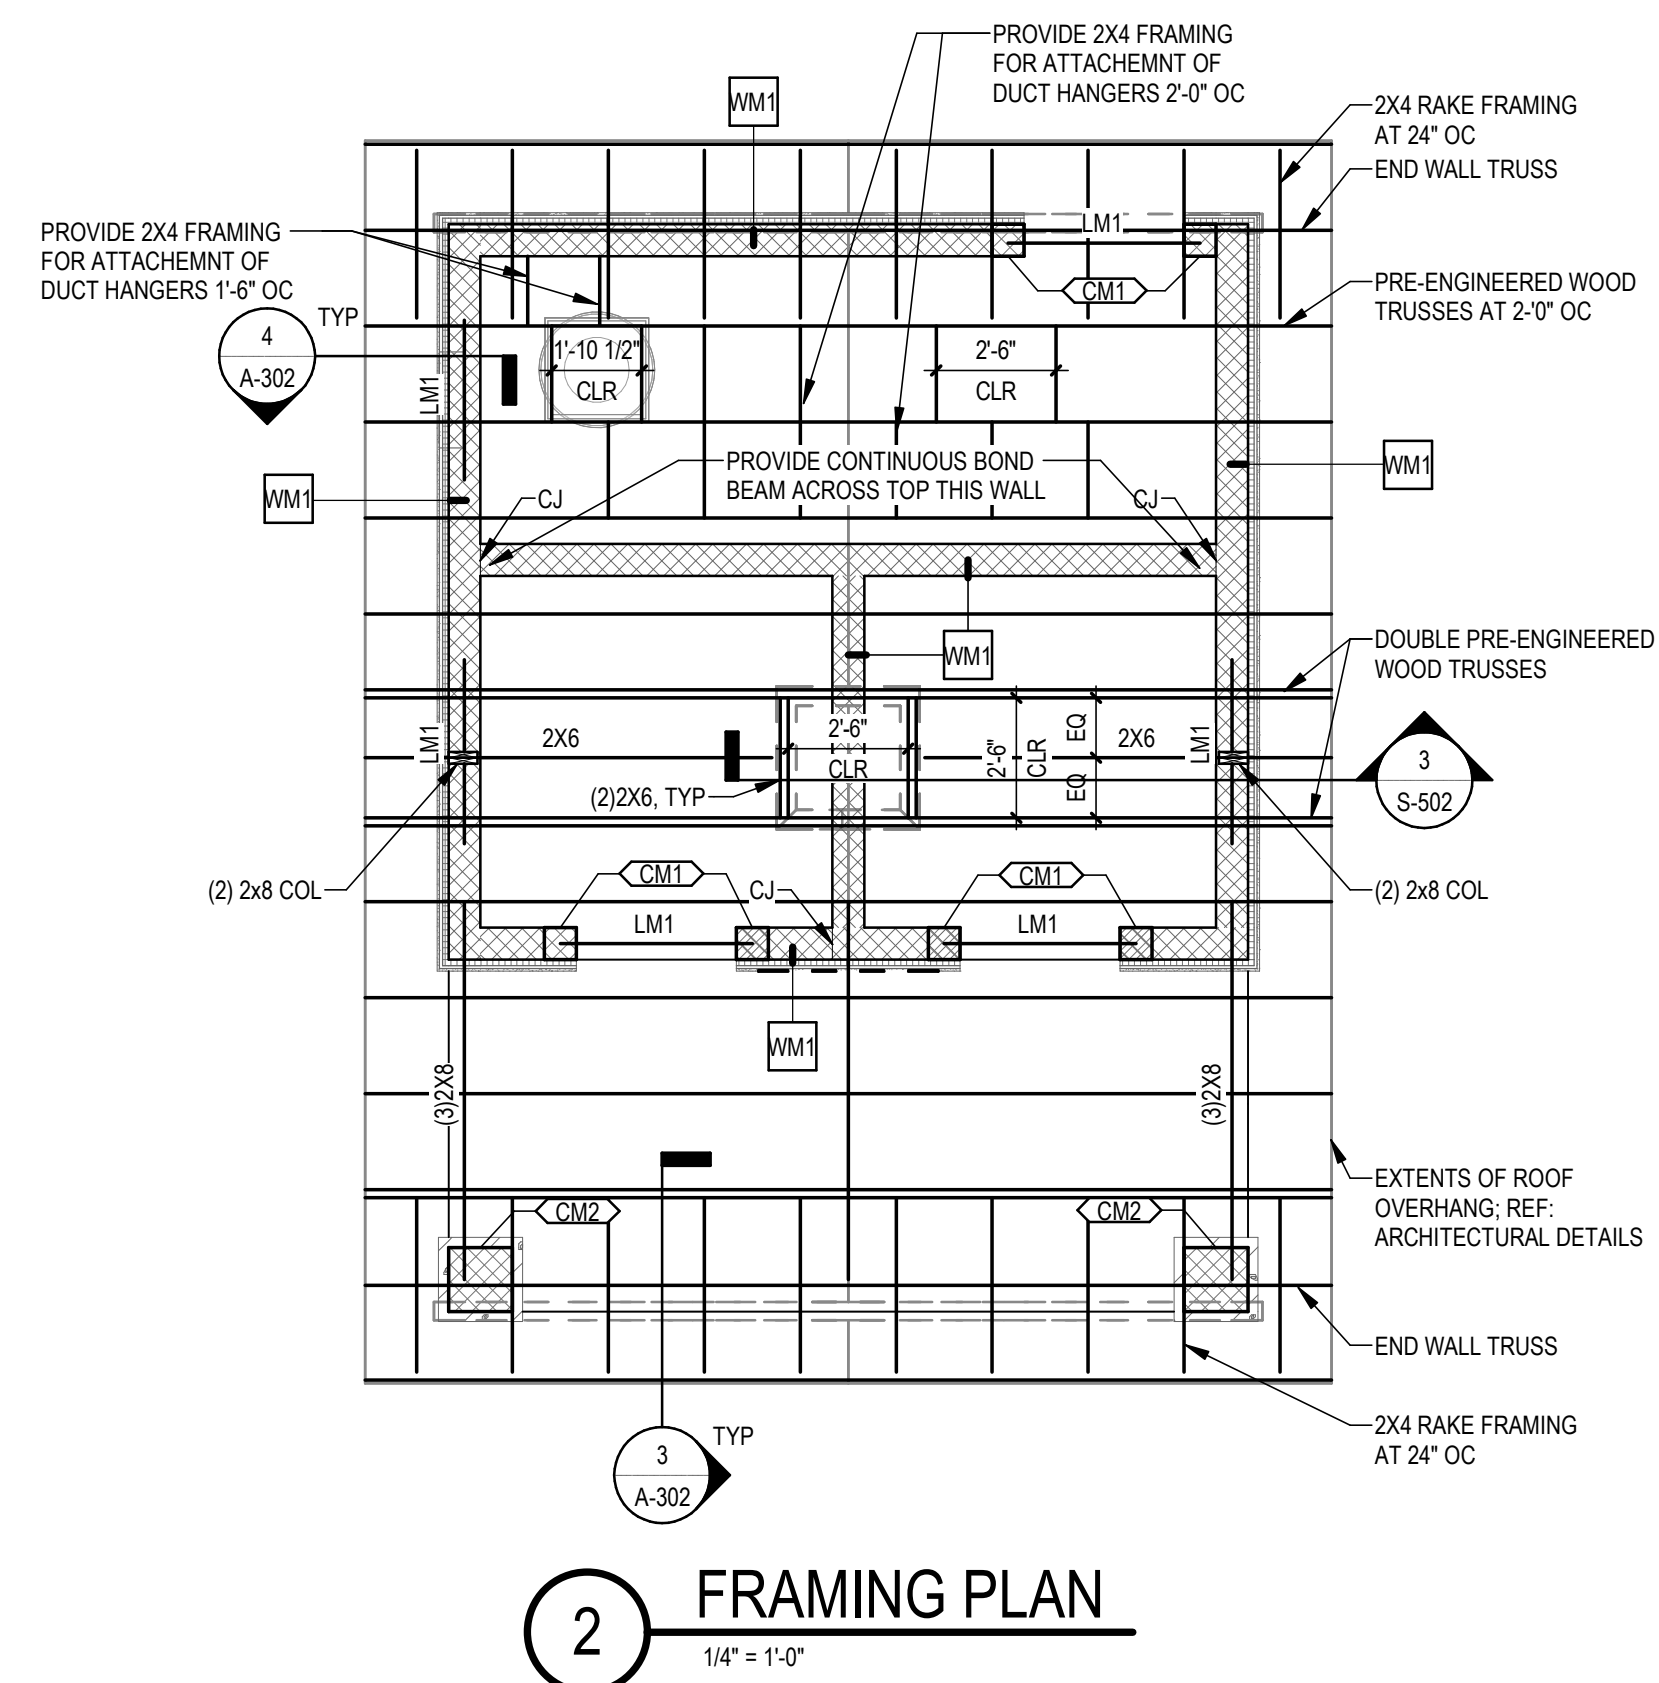 PROVIDE 2X4 FRAMING
FOR ATTACHEMNT OF
DUCT HANGERS 2'-0" OC
2X4 RAKE FRAMING
AT 24" OC
END WALL TRUSS
WM1
LM1
PROVIDE 2X4 FRAMING
FOR ATTACHEMNT OF
DUCT HANGERS 1'-6" OC
CM1
PRE-ENGINEERED WOOD
TRUSSES AT 2-'0" OC
TYP
4
A-302
1'-10 1/2"
CLR
2'-6"
CLR
LM1
PROVIDE CONTINUOUS BOND
BEAM ACROSS TOP THIS WALL
WM1
WM1
CJ
CJ
WM1
DOUBLE PRE-ENGINEERED
WOOD TRUSSES
LM1
2X6
2'-6"
CLR
2'-6"
CLR
EQ
EQ
2X6
LM1
3
S-502
(2)2X6, TYP
(2) 2x8 COL
CM1
CJ
CM1
(2) 2x8 COL
LM1
LM1
WM1
(3)2X8
(3)2X8
EXTENTS OF ROOF
OVERHANG; REF:
ARCHITECTURAL DETAILS
CM2
CM2
END WALL TRUSS
2X4 RAKE FRAMING
AT 24" OC
TYP
3
A-302
2
FRAMING PLAN
1/4" = 1'-0"